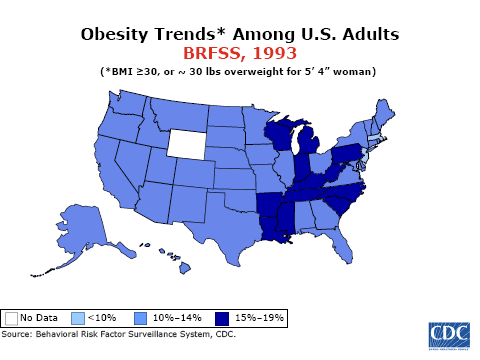 Obesity Trends* Among U.S. Adults
BRFSS, 1993
(*BMI ≥30, or ~ 30 lbs overweight for 5’ 4” woman)
No Data <10% 10%–14% 15%–19%
Source: Behavioral Risk Factor Surveillance System, CDC.
CDC